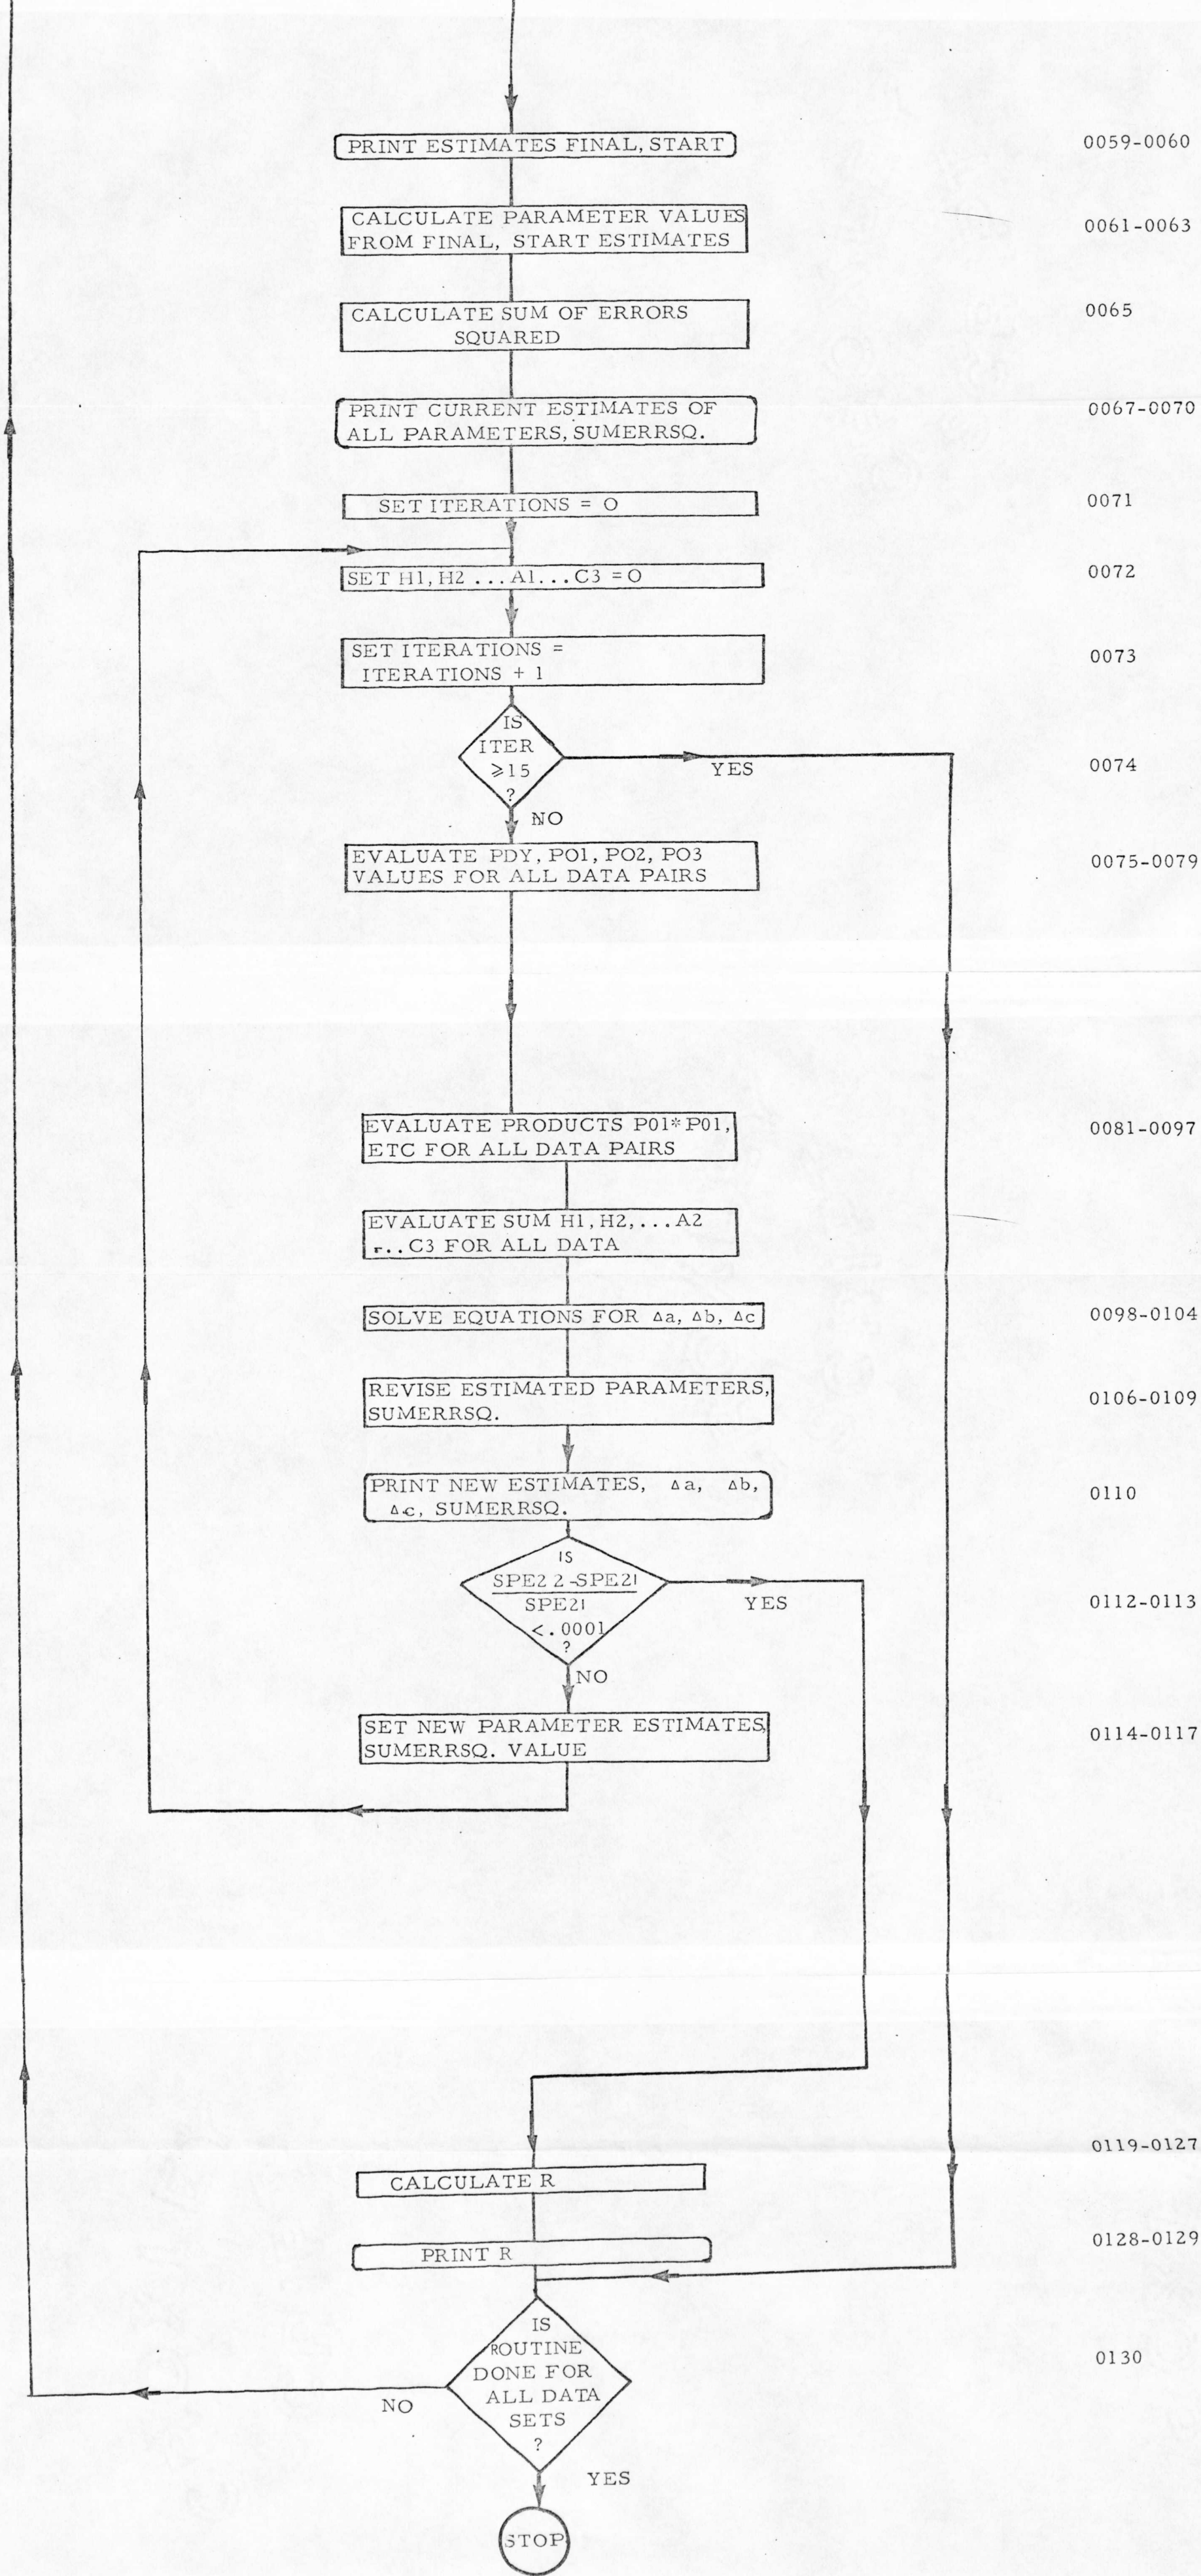 PRINT ESTIMATES FINAL, START
0059-0060
CALCULATE PARAMETER VALUES
FROM FINAL, START ESTIMATES
0061-0063
CALCULATE SUM OF ERRORS
SQUARED
0065
PRINT CURRENT ESTIMATES OF
ALL PARAMETERS, SUMERRSQ.
0067-0070
SET ITERATIONS = O
0071
SET H1, H2 ... A1... C3 = O
0072
SET ITERATIONS =
ITERATIONS + 1
0073
IS
ITER
≥15
?
YES
0074
NO
EVALUATE PDY, PO1, PO2, PO3
VALUES FOR ALL DATA PAIRS
0075-0079
EVALUATE PRODUCTS P01*P01,
ETC FOR ALL DATA PAIRS
0081-0097
EVALUATE SUM H1, H2, ... A2
... C3 FOR ALL DATA
SOLVE EQUATIONS FOR Δa, Δb, Δc
0098-0104
REVISE ESTIMATED PARAMETERS,
SUMERRSQ.
0106-0109
PRINT NEW ESTIMATES, Δa, Δb,
Δc, SUMERRSQ.
0110
IS
SPE2 2 -SPE21
SPE21
<.0001
?
YES
0112-0113
NO
SET NEW PARAMETER ESTIMATES,
SUMERRSQ. VALUE
0114-0117
0119-0127
CALCULATE R
PRINT R
0128-0129
IS
ROUTINE
DONE FOR
ALL DATA
SETS
?
0130
NO
YES
STOP